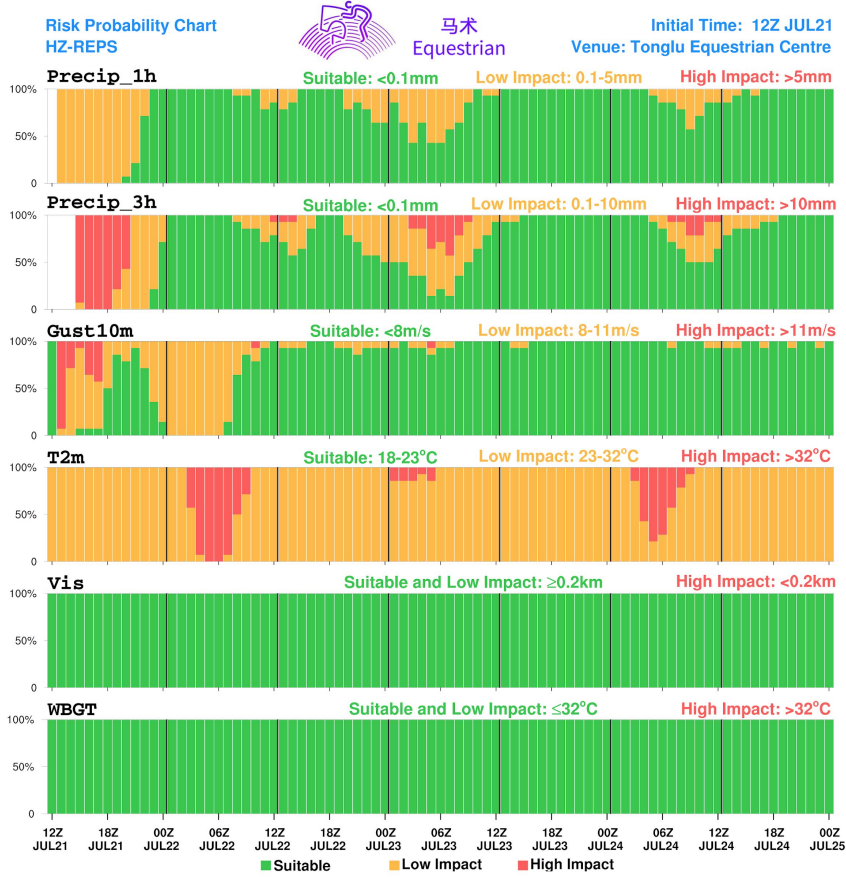 Risk Probability Chart
HZ-REPS
马术
Equestrian
Initial Time: 12Z JUL21
Venue: Tonglu Equestrian Centre
Precip_1h Suitable: <0.1mm Low Impact: 0.1-5mm High Impact: >5mm
100%
50%
0
Precip_3h Suitable: <0.1mm Low Impact: 0.1-10mm High Impact: >10mm
100%
50%
0
Gust10m Suitable: <8m/s Low Impact: 8-11m/s High Impact: >11m/s
100%
50%
0
T2m Suitable: 18-23°C Low Impact: 23-32°C High Impact: >32°C
100%
50%
0
Vis Suitable and Low Impact: ≥0.2km High Impact: <0.2km
100%
50%
0
WBGT Suitable and Low Impact: ≤32°C High Impact: >32°C
100%
50%
0
12Z 18Z 00Z 06Z 12Z 18Z 00Z 06Z 12Z 18Z 00Z 06Z 12Z 18Z 00Z
JUL21 JUL21 JUL22 JUL22 JUL22 JUL22 JUL23 JUL23 JUL23 JUL23 JUL24 JUL24 JUL24 JUL24 JUL25
Suitable Low Impact High Impact